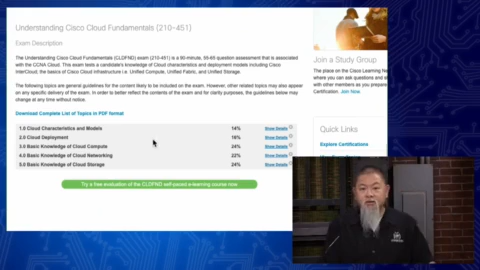 Understanding Cisco Cloud Fundamentals (210-451)
Exam Description
The Understanding Cisco Cloud Fundamentals (CLDFND) exam (210-451) is a 90-minute, 55-65 question assessment that is associated
with the CCNA Cloud. This exam tests a candidate's knowledge of Cloud characteristics and deployment models including Cisco
InterCloud; the basics of Cisco Cloud infrastructure i.e. Unified Compute, Unified Fabric, and Unified Storage.
The following topics are general guidelines for the content likely to be included on the exam. However, other related topics may also appear
on any specific delivery of the exam. In order to better reflect the contents of the exam and for clarity purposes, the guidelines below may
change at any time without notice.
Download Complete List of Topics in PDF format
1.0 Cloud Characteristics and Models 14% Show Details
2.0 Cloud Deployment 16% Show Details
3.0 Basic Knowledge of Cloud Compute 24% Show Details
4.0 Basic Knowledge of Cloud Networking 22% Show Details
5.0 Basic Knowledge of Cloud Storage 24% Show Details
Try a free evaluation of the CLDFND self-paced e-learning course now
Join a Study Group
The place on the Cisco Learning Ne
where you can ask questions and s
with other members as you prepare
Certification. Join Now.
Quick Links
Explore Certifications